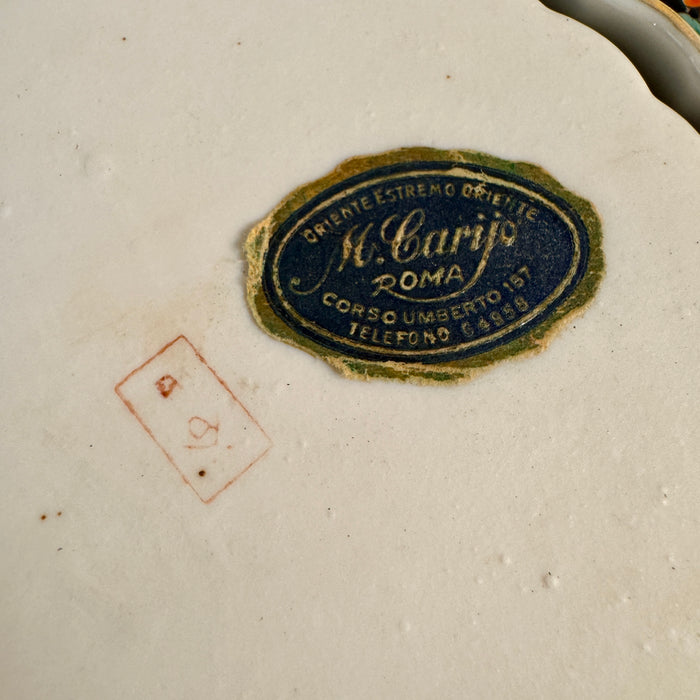 ORIENTE ESTREMO ORIENTE
M. Carijo
ROMA
CORSO UMBERTO 157
TELEFONO 64958